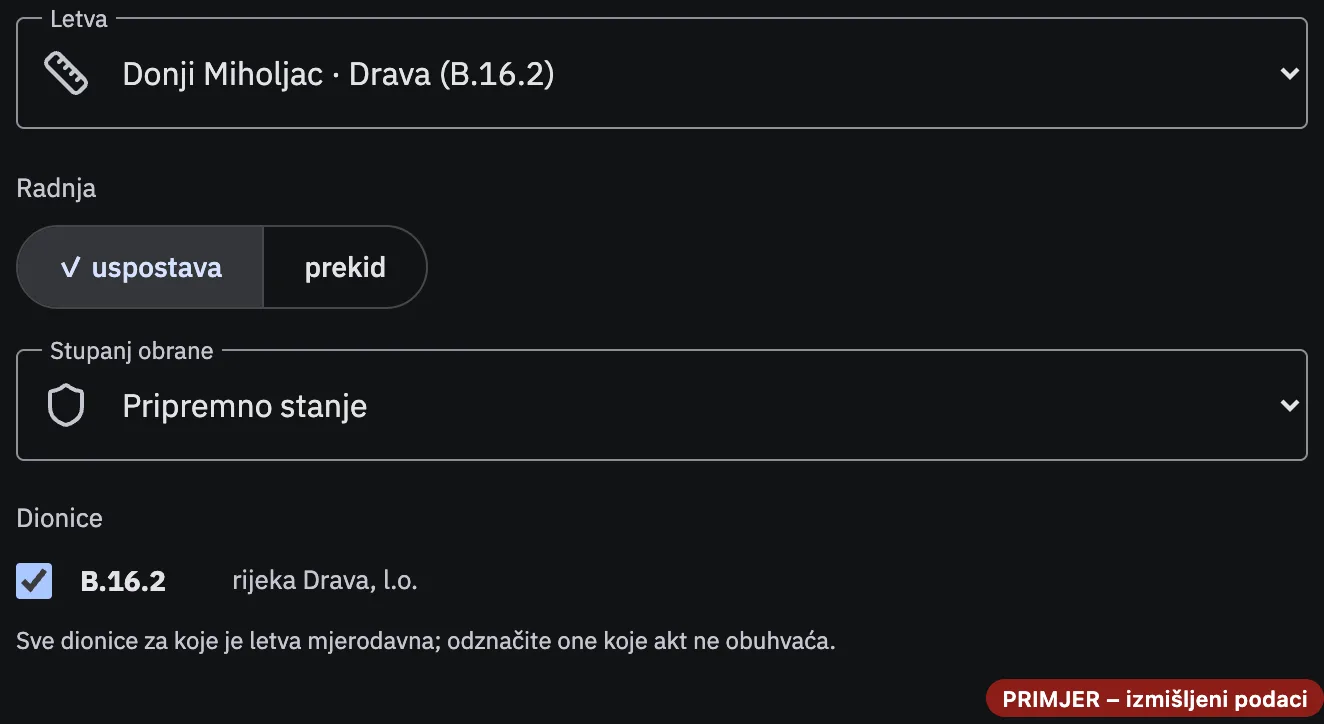 Letva
Donji Miholjac · Drava (B.16.2)
Radnja
✓ uspostava
prekid
Stupanj obrane
Pripremno stanje
Dionice
B.16.2 rijeka Drava, l.o.
Sve dionice za koje je letva mjerodavna; odznačite one koje akt ne obuhvaća.
PRIMJER – izmišljeni podaci